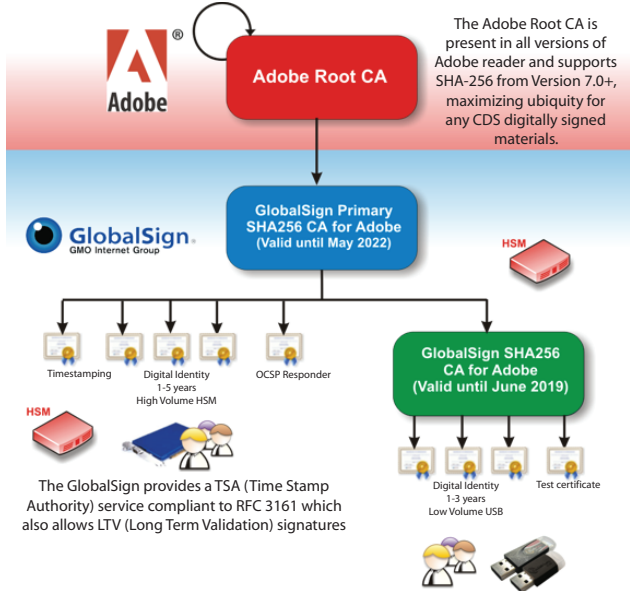 Adobe
®
Adobe Root CA
The Adobe Root CA is
present in all versions of
Adobe reader and supports
SHA-256 from Version 7.0+,
maximizing ubiquity for
any CDS digitally signed
materials.
GlobalSign®
GMO Internet Group
GlobalSign Primary
SHA256 CA for Adobe
(Valid until May 2022)
HSM
Timestamping
Digital Identity
1-5 years
High Volume HSM
OCSP Responder
GlobalSign SHA256
CA for Adobe
(Valid until June 2019)
HSM
The GlobalSign provides a TSA (Time Stamp
Authority) service compliant to RFC 3161 which
also allows LTV (Long Term Validation) signatures
Digital Identity
1-3 years
Low Volume USB
Test certificate